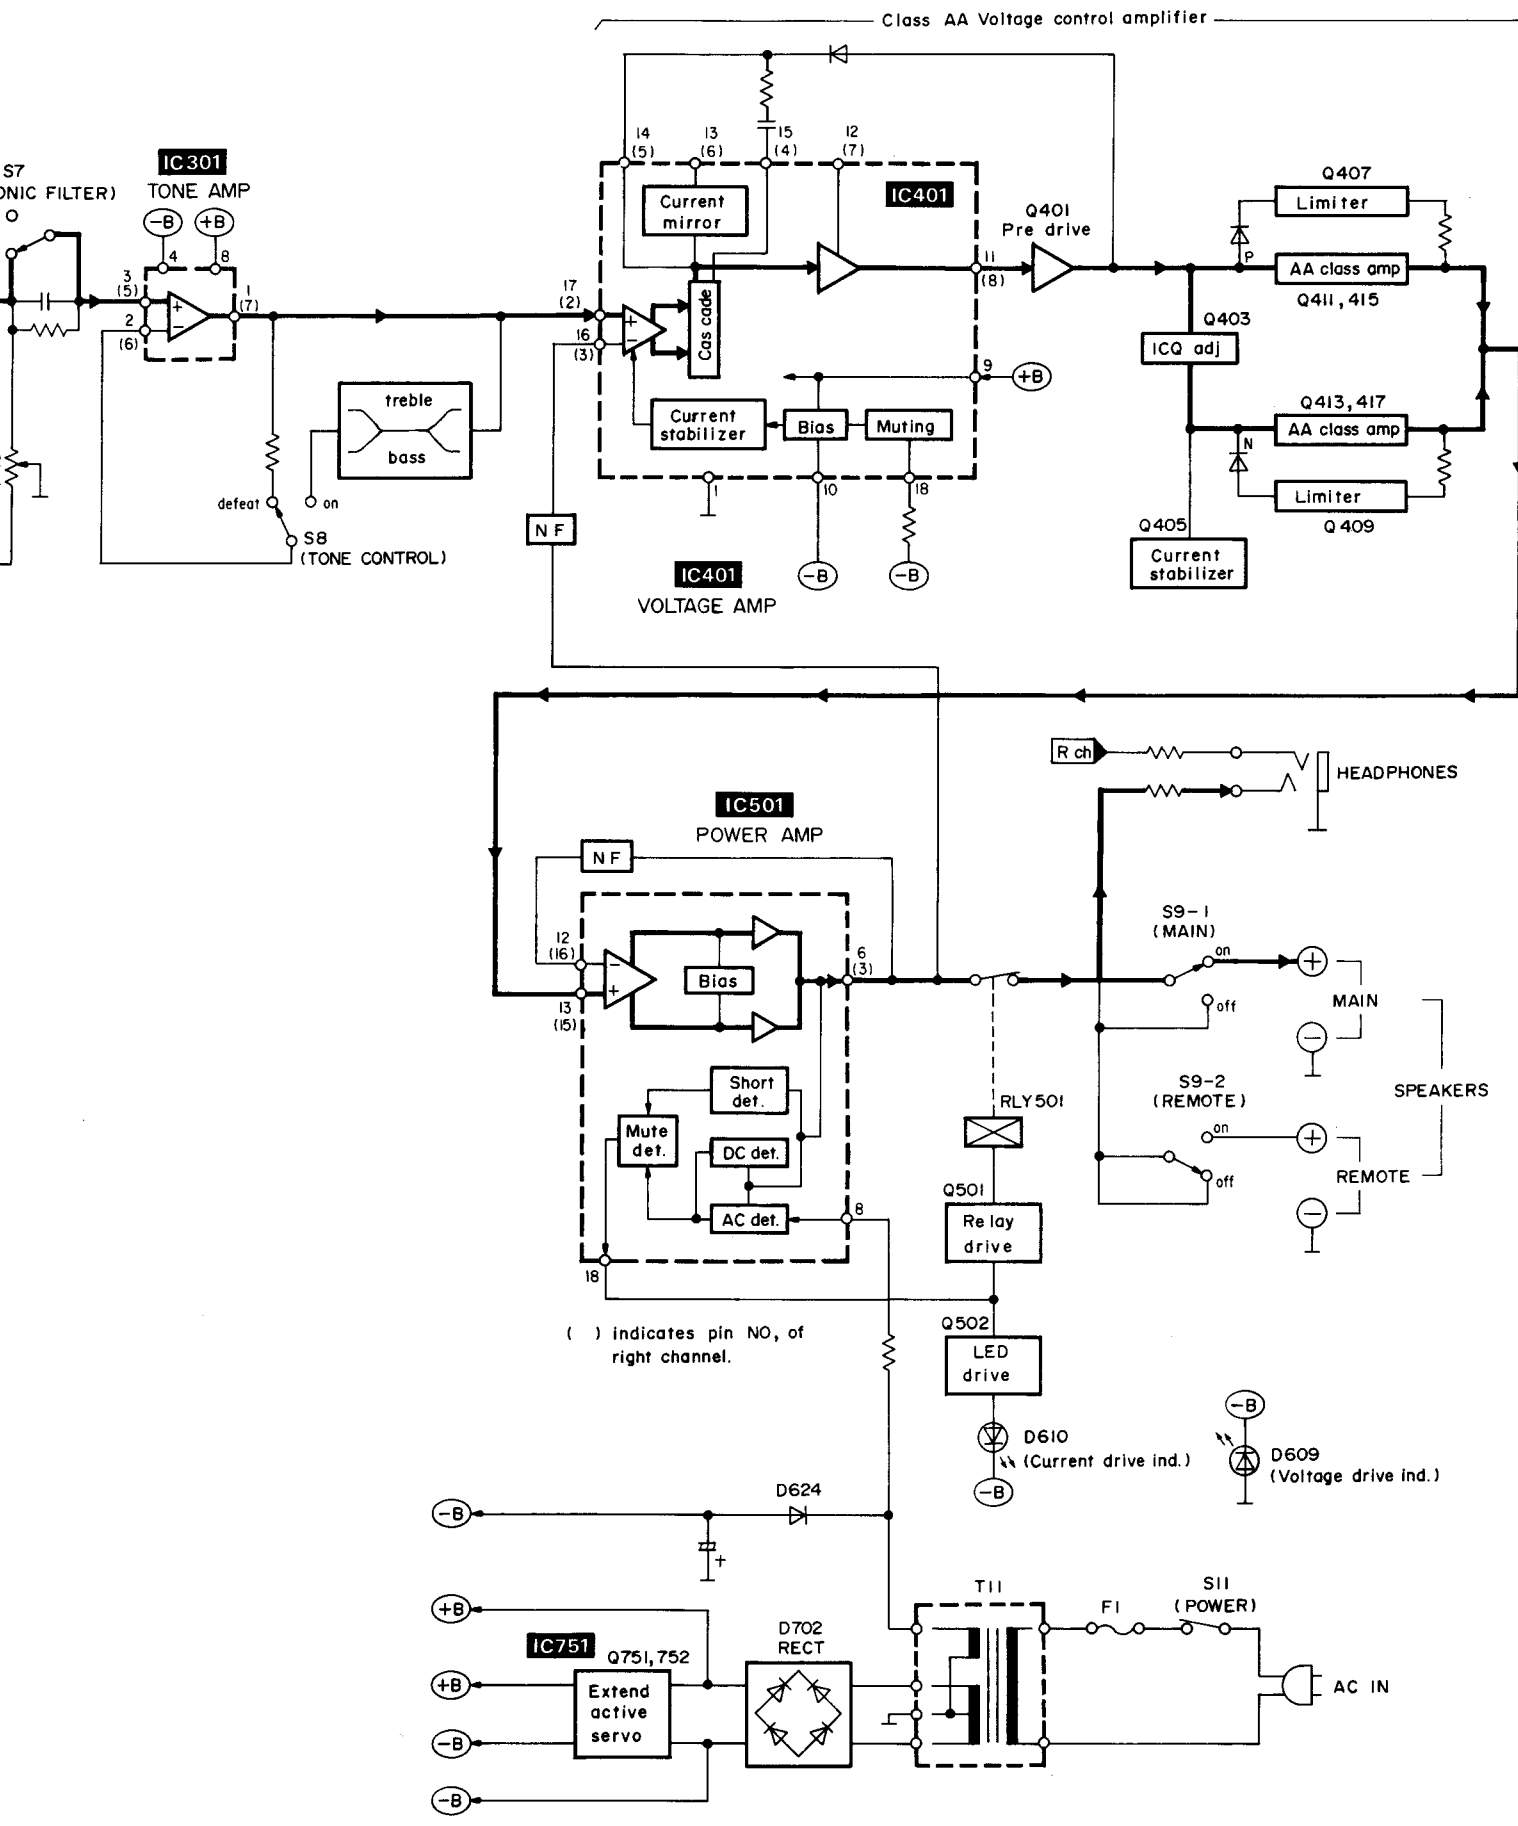 Class AA Voltage control amplifier
S7
ONIC FILTER)
IC301
TONE AMP
-B
+B
4
8
3
(5)
2
(6)
+
-
1
(7)
treble
bass
defeat
on
S8
(TONE CONTROL)
14
(5)
13
(6)
15
(4)
12
(7)
Current
mirror
IC401
17
(2)
16
(3)
+
-
Cas cade
11
(8)
Q401
Pre drive
9
+B
Current
stabilizer
Bias
Muting
1
10
18
NF
-B
-B
IC401
VOLTAGE AMP
Q407
Limiter
P
AA class amp
Q411, 415
Q403
ICQ adj
Q413, 417
AA class amp
N
Limiter
Q409
Q405
Current
stabilizer
R ch
HEADPHONES
IC501
POWER AMP
NF
12
(16)
13
(15)
-
+
Bias
6
(3)
Short
det.
Mute
det.
DC det.
AC det.
8
18
S9-1
(MAIN)
on
off
+
-
MAIN
S9-2
(REMOTE)
on
off
+
-
REMOTE
SPEAKERS
RLY501
Q501
Relay
drive
Q502
LED
drive
( ) indicates pin NO, of
right channel.
D610
(Current drive ind.)
-B
-B
D609
(Voltage drive ind.)
-B
D624
+
+B
IC751
Q751, 752
+B
Extend
active
servo
-B
-B
D702
RECT
T11
F1
S11
(POWER)
AC IN